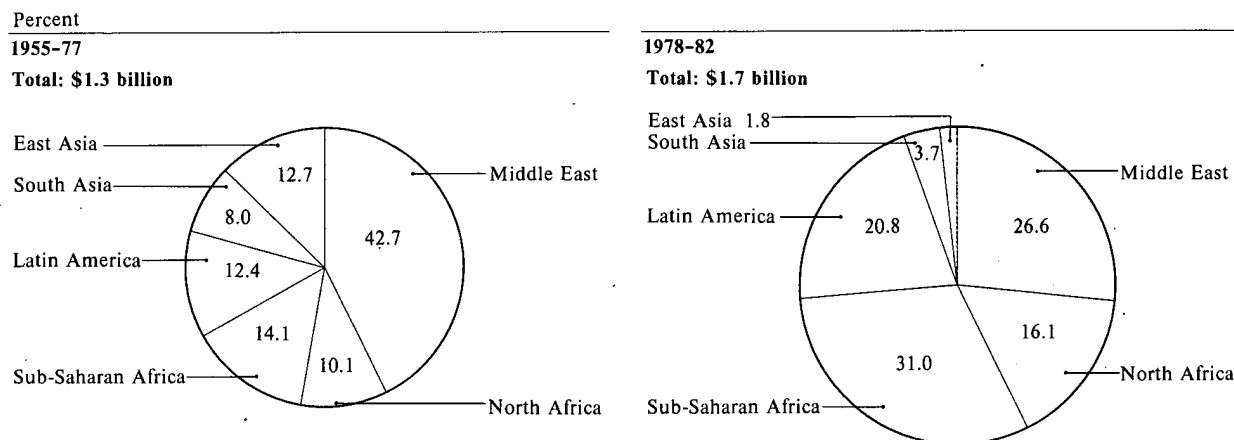 Percent
1955-77
Total: $1.3 billion
East Asia
12.7
Middle East
South Asia
8.0
42.7
Latin America
12.4
14.1
10.1
Sub-Saharan Africa
North Africa
1978-82
Total: $1.7 billion
East Asia 1.8
South Asia
3.7
Middle East
Latin America
20.8
26.6
16.1
31.0
North Africa
Sub-Saharan Africa